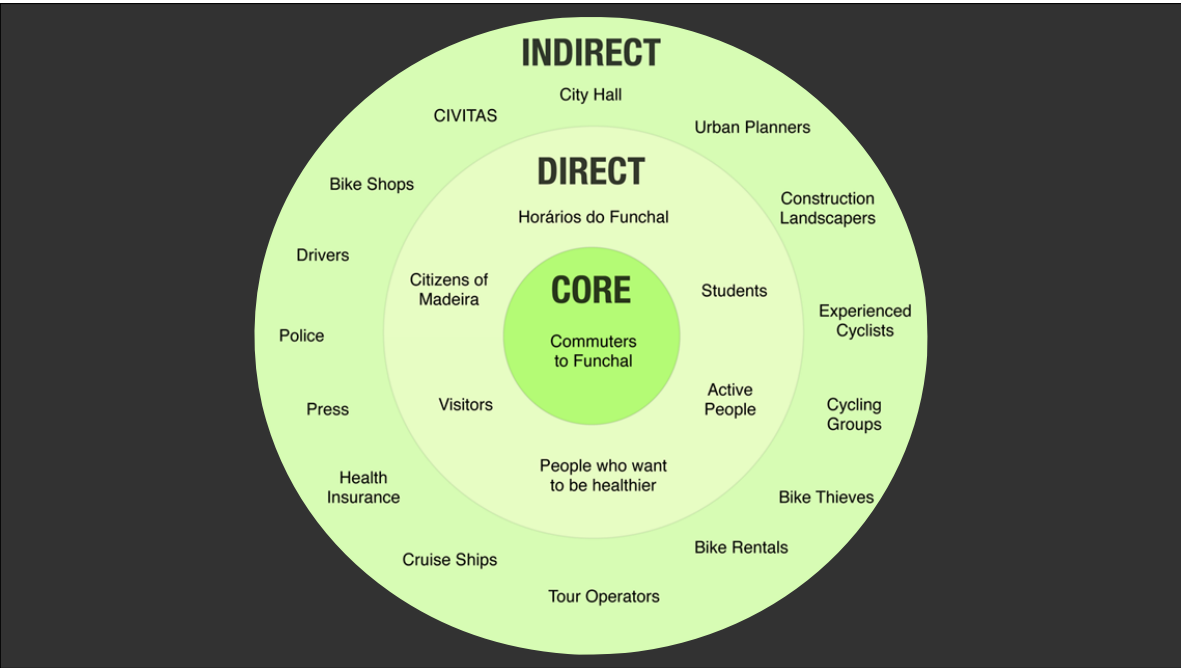 INDIRECT
City Hall
CIVITAS
Urban Planners
DIRECT
Bike Shops
Construction
Landscapers
Horários do Funchal
Drivers
Citizens of
Madeira
CORE
Students
Experienced
Cyclists
Police
Commuters
to Funchal
Press
Visitors
Active
People
Cycling
Groups
Health
Insurance
People who want
to be healthier
Bike Thieves
Cruise Ships
Bike Rentals
Tour Operators